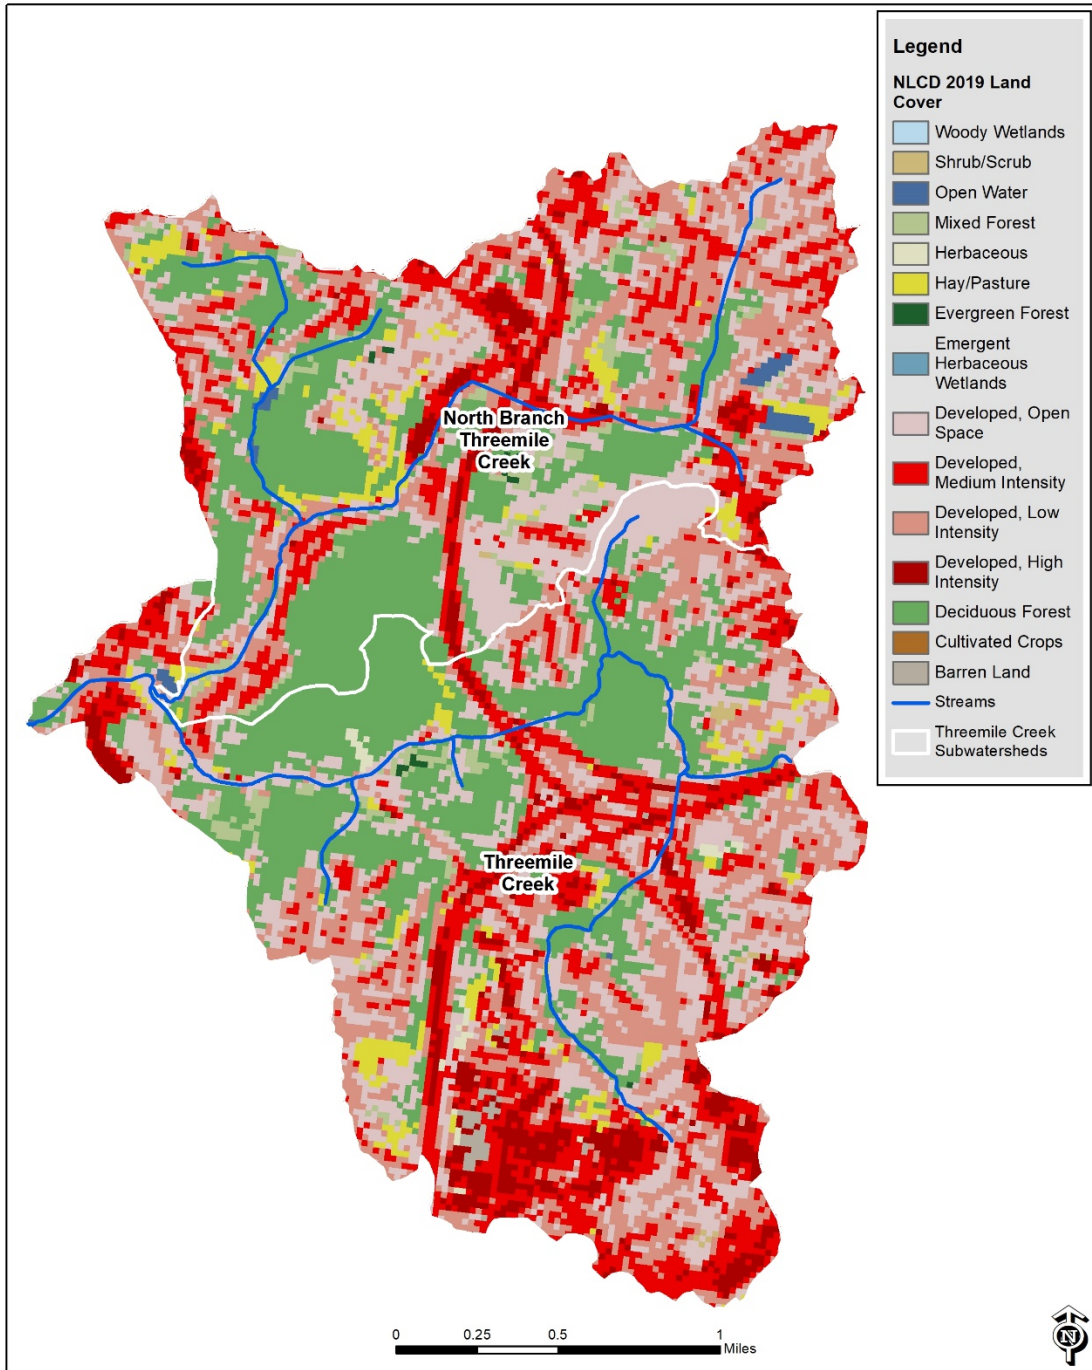 Legend
NLCD 2019 Land
Cover
Woody Wetlands
Shrub/Scrub
Open Water
Mixed Forest
Herbaceous
Hay/Pasture
Evergreen Forest
Emergent
Herbaceous
Wetlands
Developed, Open
Space
Developed,
Medium Intensity
Developed, Low
Intensity
Developed, High
Intensity
Deciduous Forest
Cultivated Crops
Barren Land
Streams
Threemile Creek
Subwatersheds
North Branch
Threemile
Creek
Threemile
Creek
0 0.25 0.5 1
Miles
N